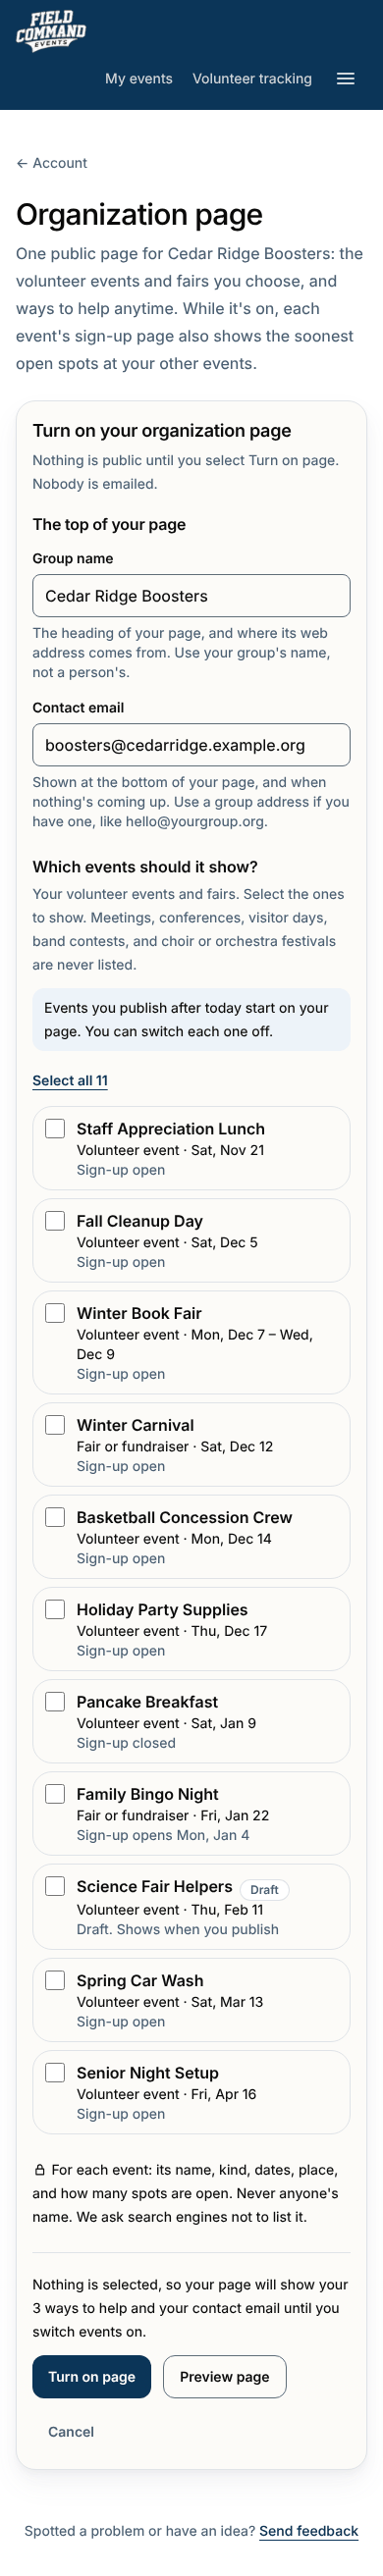 FIELD
COMMAND
EVENTS
My events Volunteer tracking
← Account
Organization page
One public page for Cedar Ridge Boosters: the
volunteer events and fairs you choose, and
ways to help anytime. While it's on, each
event's sign-up page also shows the soonest
open spots at your other events.
Turn on your organization page
Nothing is public until you select Turn on page.
Nobody is emailed.
The top of your page
Group name
Cedar Ridge Boosters
The heading of your page, and where its web
address comes from. Use your group's name,
not a person's.
Contact email
boosters@cedarridge.example.org
Shown at the bottom of your page, and when
nothing's coming up. Use a group address if you
have one, like hello@yourgroup.org.
Which events should it show?
Your volunteer events and fairs. Select the ones
to show. Meetings, conferences, visitor days,
band contests, and choir or orchestra festivals
are never listed.
Events you publish after today start on your
page. You can switch each one off.
Select all 11
Staff Appreciation Lunch
Volunteer event · Sat, Nov 21
Sign-up open
Fall Cleanup Day
Volunteer event · Sat, Dec 5
Sign-up open
Winter Book Fair
Volunteer event · Mon, Dec 7 – Wed,
Dec 9
Sign-up open
Winter Carnival
Fair or fundraiser · Sat, Dec 12
Sign-up open
Basketball Concession Crew
Volunteer event · Mon, Dec 14
Sign-up open
Holiday Party Supplies
Volunteer event · Thu, Dec 17
Sign-up open
Pancake Breakfast
Volunteer event · Sat, Jan 9
Sign-up closed
Family Bingo Night
Fair or fundraiser · Fri, Jan 22
Sign-up opens Mon, Jan 4
Science Fair Helpers Draft
Volunteer event · Thu, Feb 11
Draft. Shows when you publish
Spring Car Wash
Volunteer event · Sat, Mar 13
Sign-up open
Senior Night Setup
Volunteer event · Fri, Apr 16
Sign-up open
For each event: its name, kind, dates, place,
and how many spots are open. Never anyone's
name. We ask search engines not to list it.
Nothing is selected, so your page will show your
3 ways to help and your contact email until you
switch events on.
Turn on page Preview page
Cancel
Spotted a problem or have an idea? Send feedback